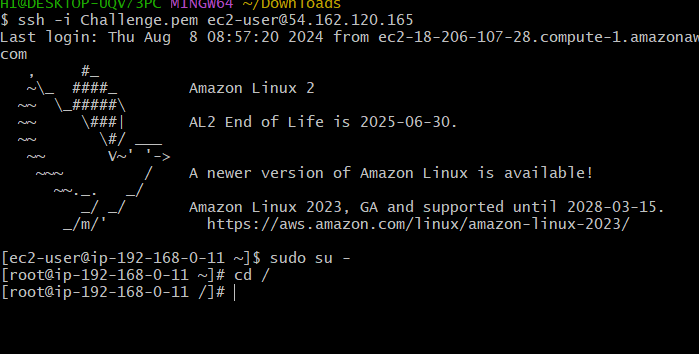 HI@DESKTOP-UQV73PC MINGW64 ~/Downloads
$ ssh -i Challenge.pem ec2-user@54.162.120.165
Last login: Thu Aug  8 08:57:20 2024 from ec2-18-206-107-28.compute-1.amazonaw
com
   ,     #_
   ~\_  ####_        Amazon Linux 2
  ~~  \_#####\
  ~~     \###|       AL2 End of Life is 2025-06-30.
  ~~       \#/ ___
   ~~       V~' '->
    ~~~         /    A newer version of Amazon Linux is available!
      ~~._.   _/
         _/ _/       Amazon Linux 2023, GA and supported until 2028-03-15.
       _/m/'           https://aws.amazon.com/linux/amazon-linux-2023/
[ec2-user@ip-192-168-0-11 ~]$ sudo su -
[root@ip-192-168-0-11 ~]# cd /
[root@ip-192-168-0-11 /]#